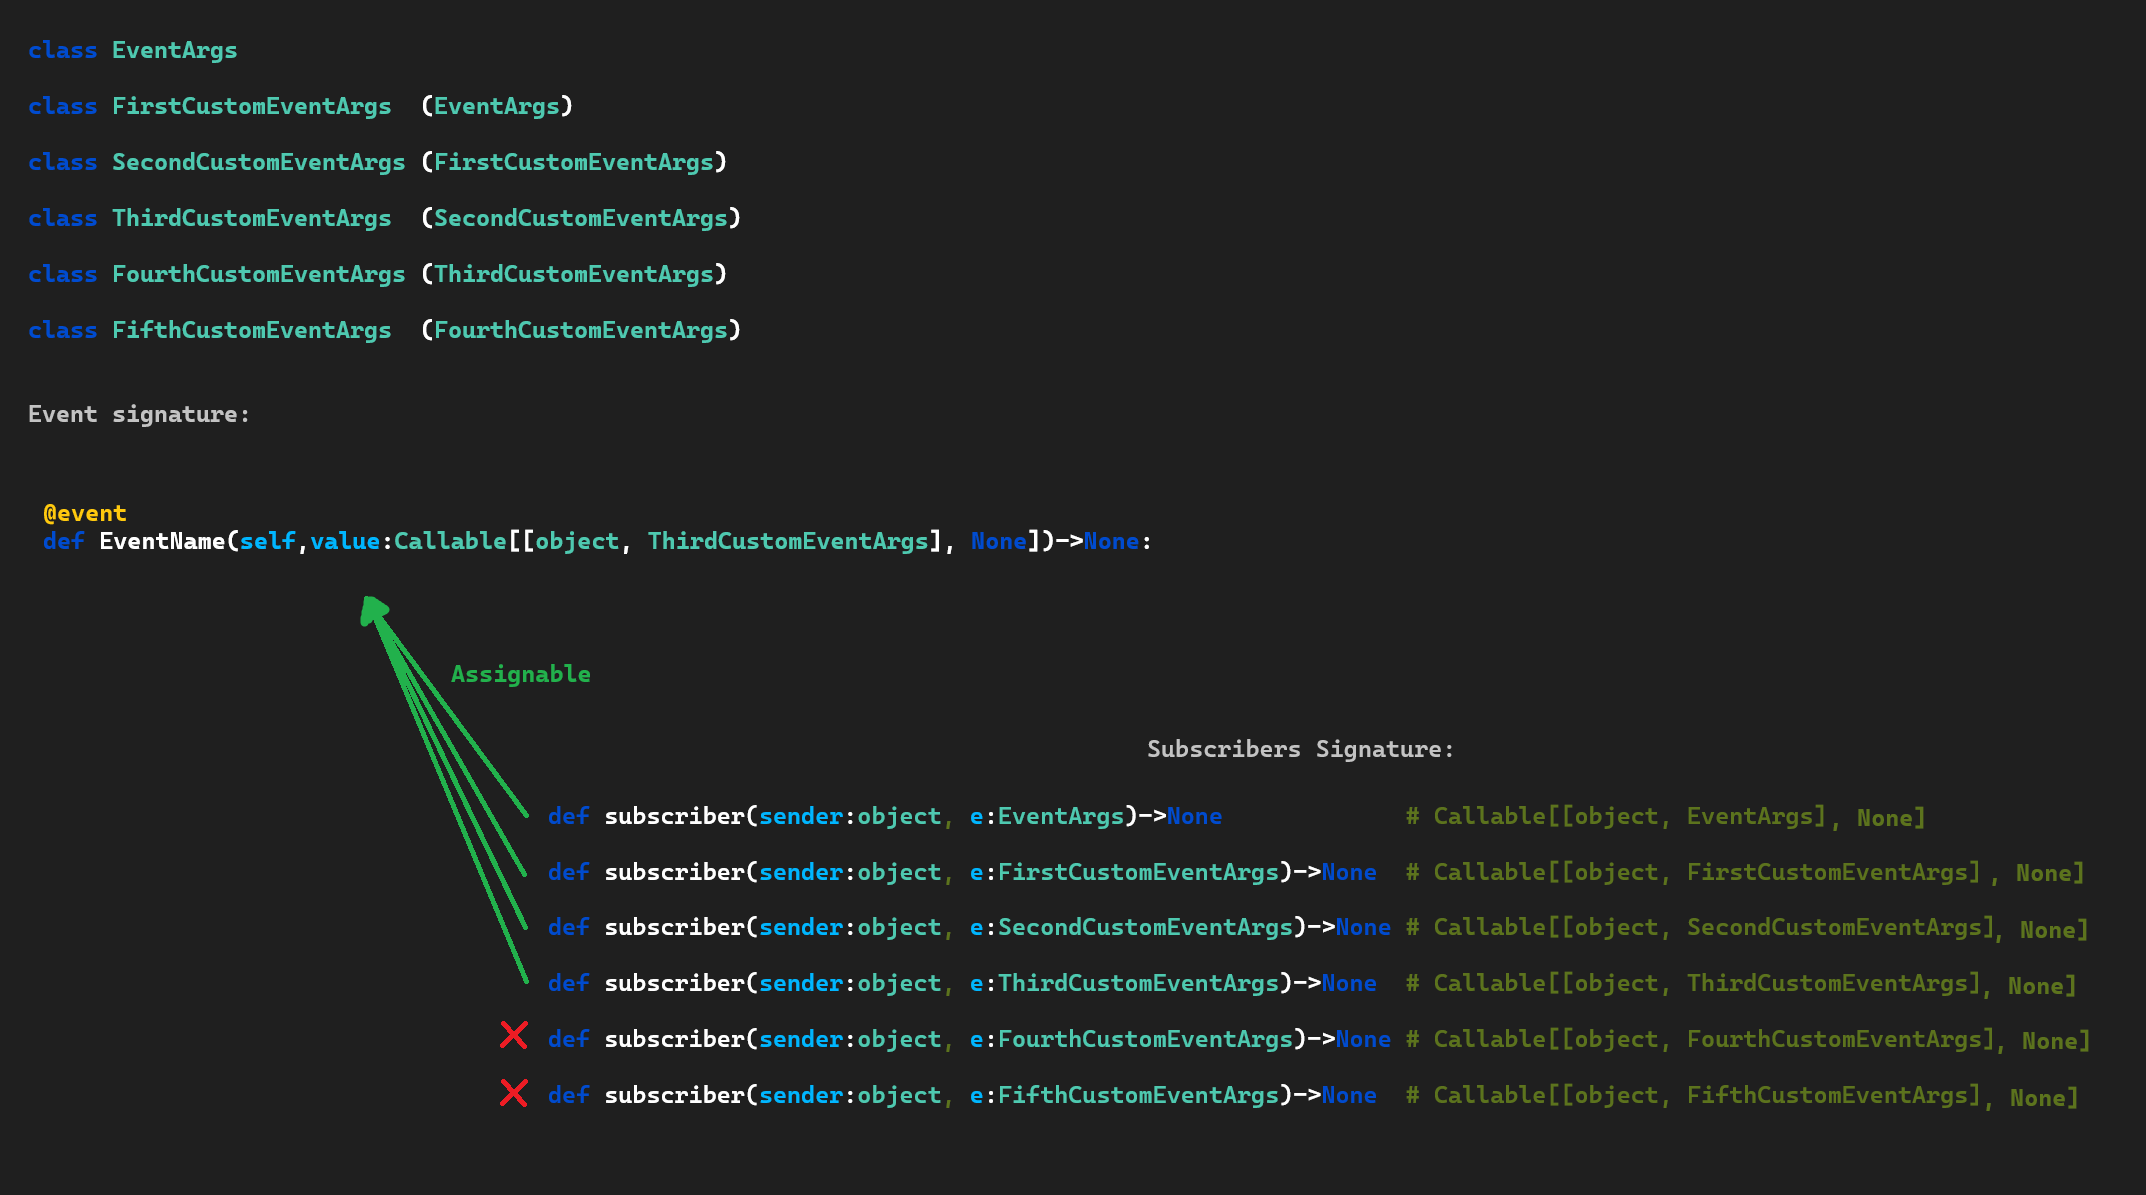 class EventArgs
class FirstCustomEventArgs  (EventArgs)
class SecondCustomEventArgs (FirstCustomEventArgs)
class ThirdCustomEventArgs  (SecondCustomEventArgs)
class FourthCustomEventArgs (ThirdCustomEventArgs)
class FifthCustomEventArgs  (FourthCustomEventArgs)
Event signature:
@event
def EventName(self,value:Callable[[object, ThirdCustomEventArgs], None])->None:
Assignable
Subscribers Signature:
def subscriber(sender:object, e:EventArgs)->None             # Callable[[object, EventArgs], None]
def subscriber(sender:object, e:FirstCustomEventArgs)->None  # Callable[[object, FirstCustomEventArgs], None]
def subscriber(sender:object, e:SecondCustomEventArgs)->None # Callable[[object, SecondCustomEventArgs], None]
def subscriber(sender:object, e:ThirdCustomEventArgs)->None  # Callable[[object, ThirdCustomEventArgs], None]
def subscriber(sender:object, e:FourthCustomEventArgs)->None # Callable[[object, FourthCustomEventArgs], None]
def subscriber(sender:object, e:FifthCustomEventArgs)->None  # Callable[[object, FifthCustomEventArgs], None]